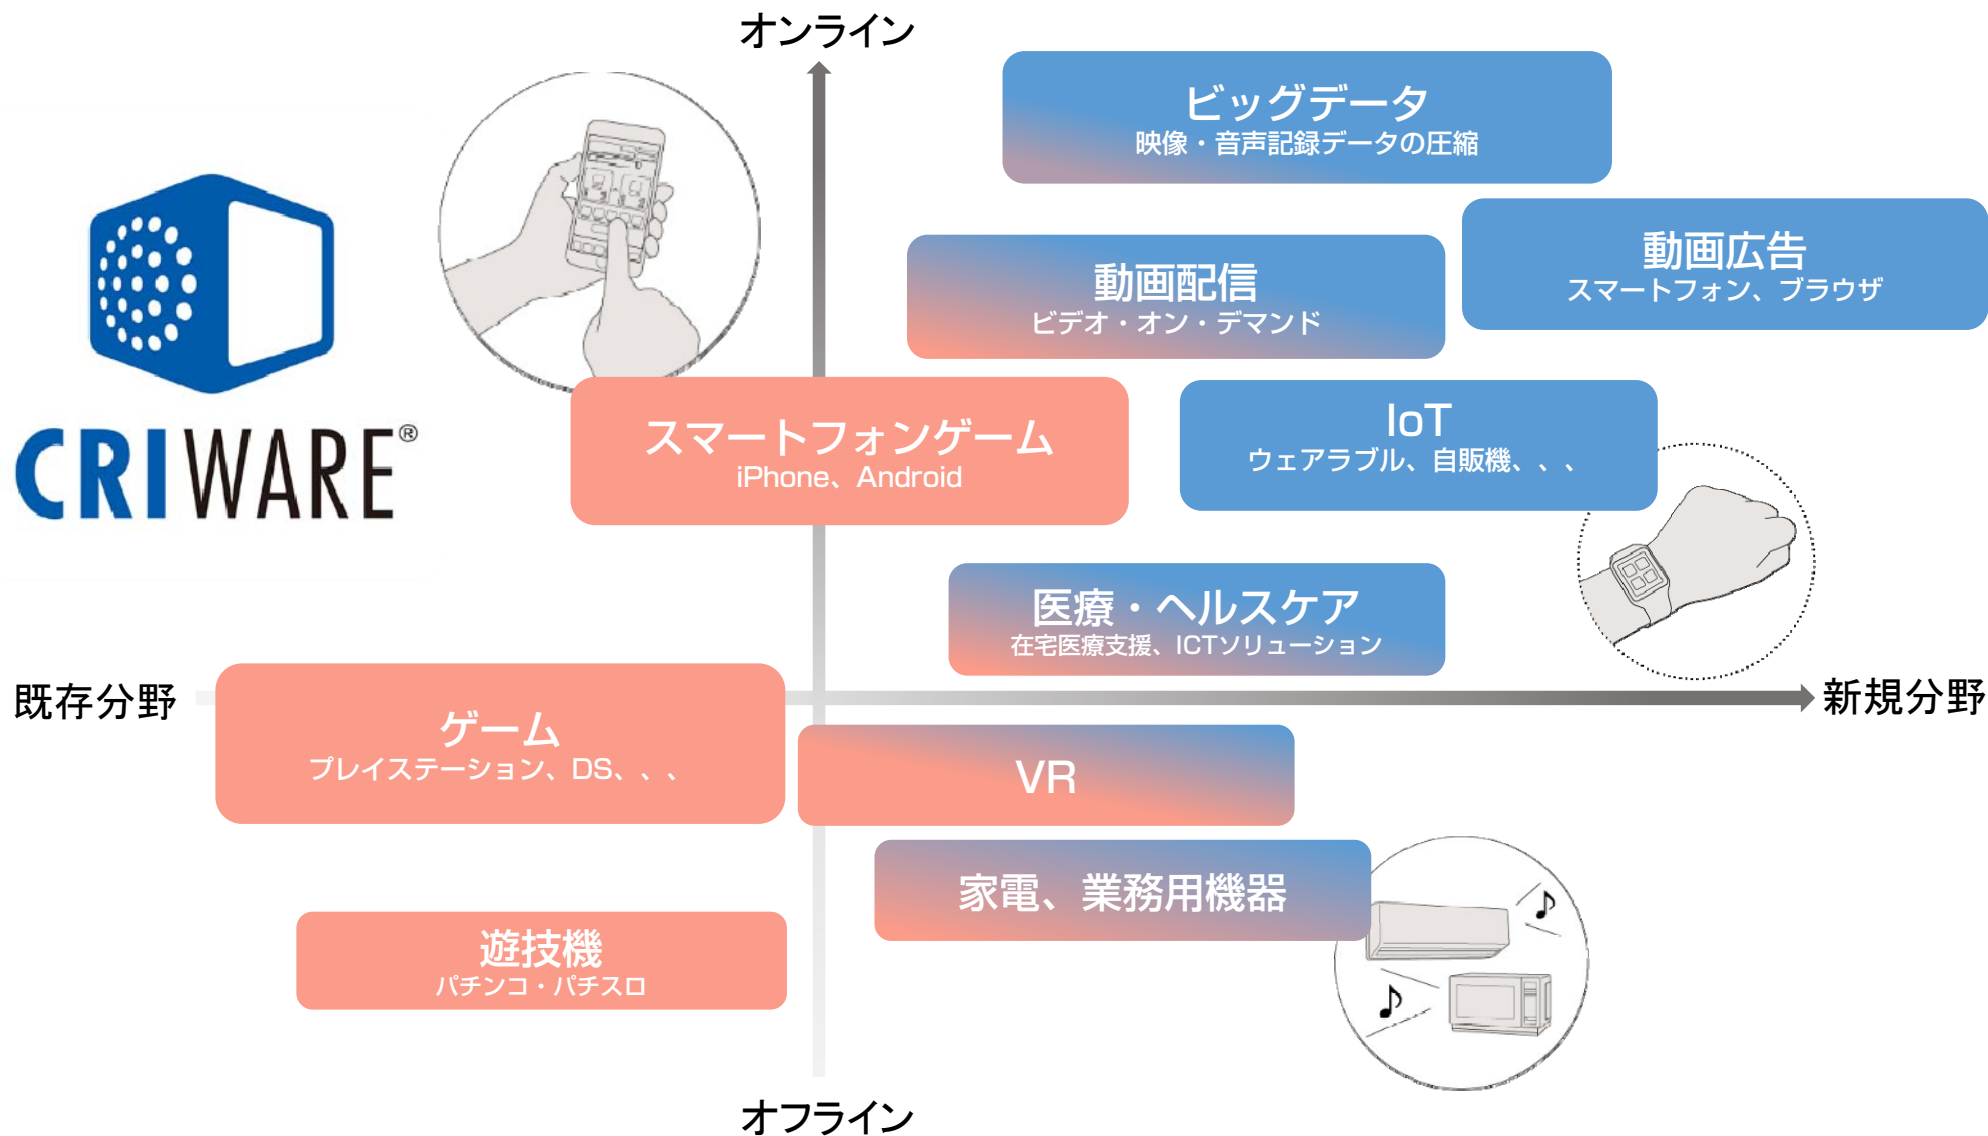 オンライン
ビッグデータ
映像・音声記録データの圧縮
動画広告
スマートフォン、ブラウザ
動画配信
ビデオ・オン・デマンド
CRIWARE®
スマートフォンゲーム
iPhone、Android
IoT
ウェアラブル、自販機、、、
医療・ヘルスケア
在宅医療支援、ICTソリューション
既存分野
新規分野
ゲーム
プレイステーション、DS、、、
VR
家電、業務用機器
遊技機
パチンコ・パチスロ
オフライン